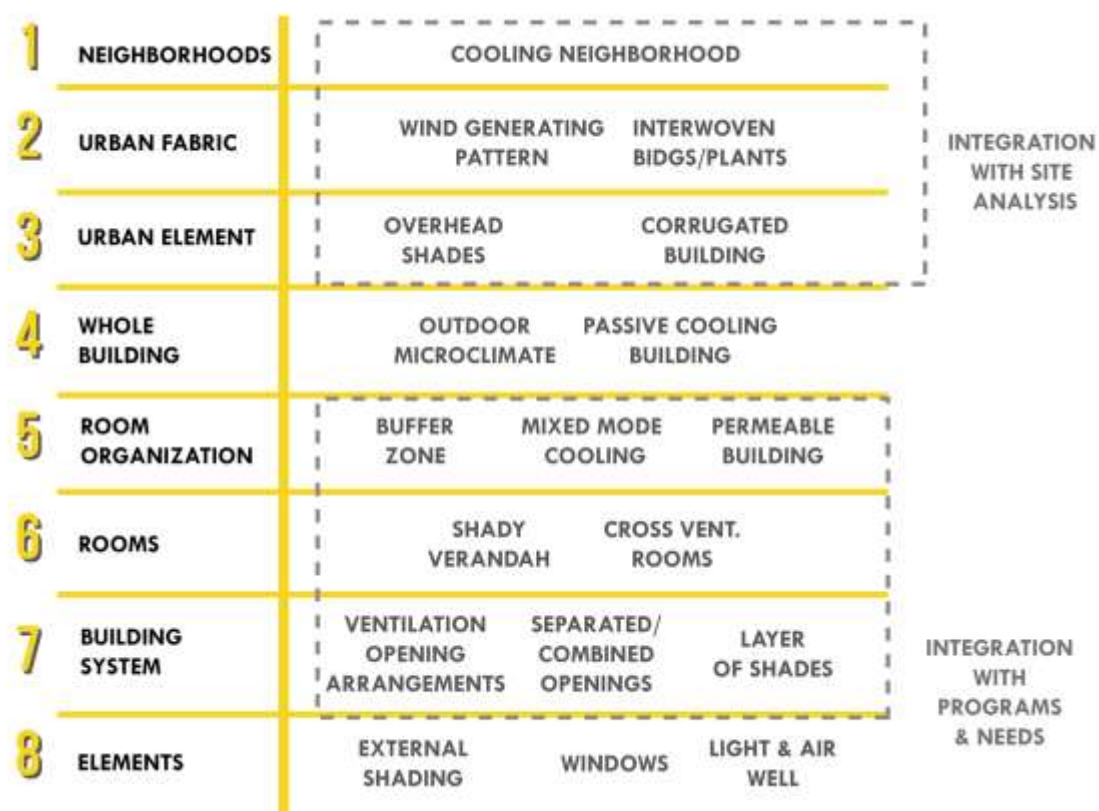 1
NEIGHBORHOODS
COOLING NEIGHBORHOOD
2
URBAN FABRIC
WIND GENERATING
PATTERN
INTERWOVEN
BIDGS/PLANTS
3
URBAN ELEMENT
OVERHEAD
SHADES
CORRUGATED
BUILDING
INTEGRATION
WITH SITE
ANALYSIS
4
WHOLE
BUILDING
OUTDOOR
MICROCLIMATE
PASSIVE COOLING
BUILDING
5
ROOM
ORGANIZATION
BUFFER
ZONE
MIXED MODE
COOLING
PERMEABLE
BUILDING
6
ROOMS
SHADY
VERANDAH
CROSS VENT.
ROOMS
7
BUILDING
SYSTEM
VENTILATION
OPENING
ARRANGEMENTS
SEPARATED/
COMBINED
OPENINGS
LAYER
OF SHADES
INTEGRATION
WITH
PROGRAMS
& NEEDS
8
ELEMENTS
EXTERNAL
SHADING
WINDOWS
LIGHT & AIR
WELL